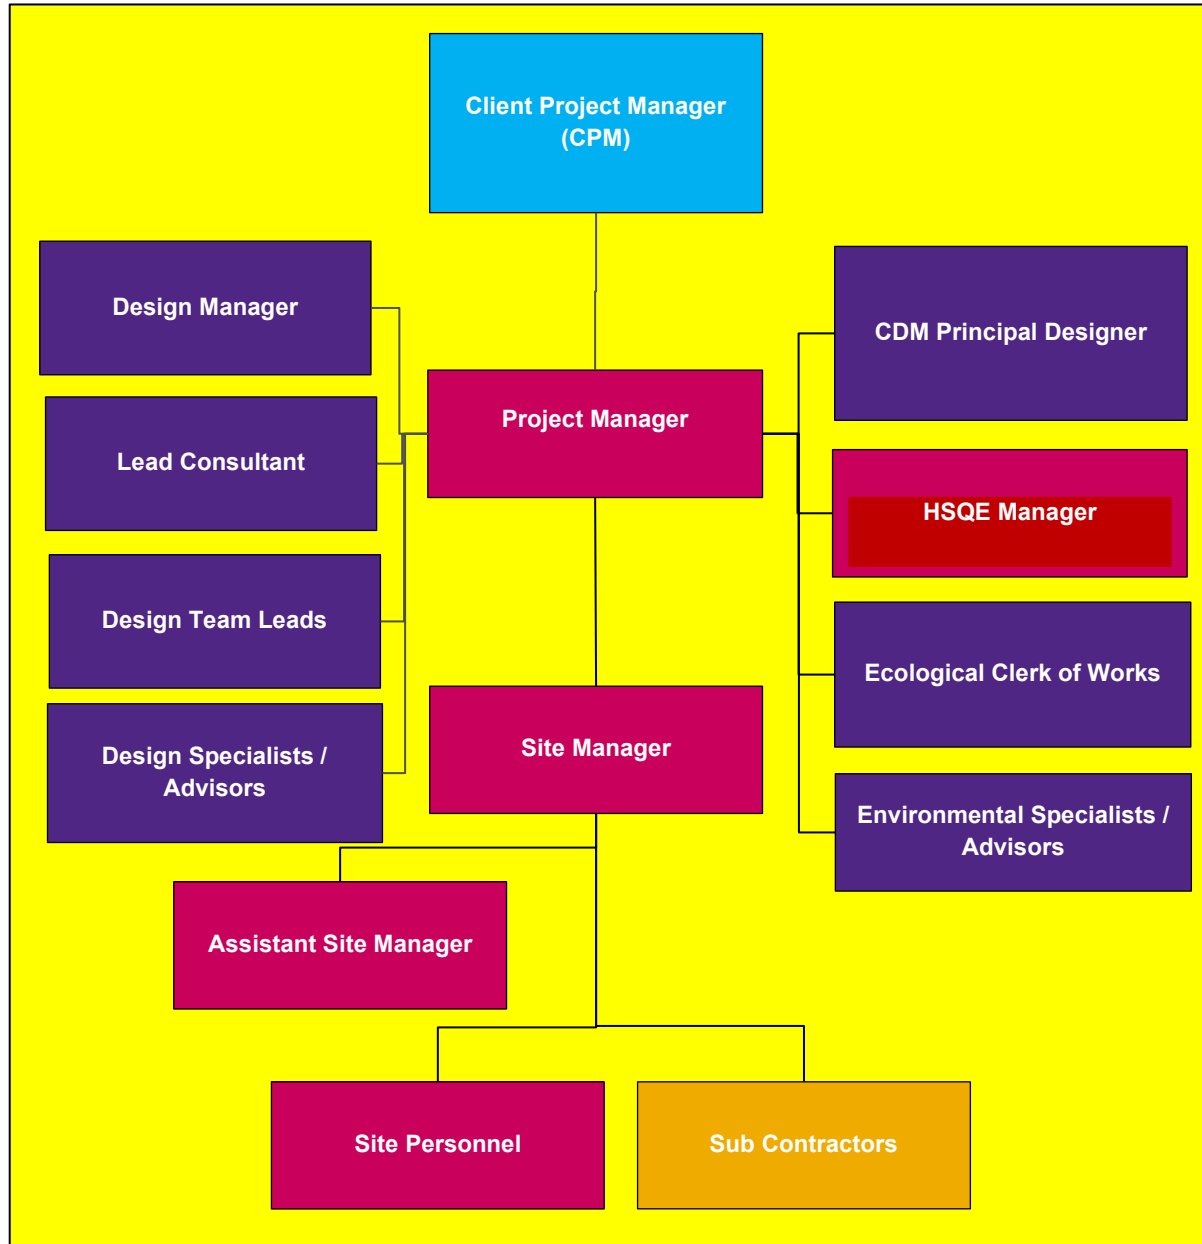 Client Project Manager
(CPM)
Design Manager
CDM Principal Designer
Project Manager
Lead Consultant
HSQE Manager
Design Team Leads
Ecological Clerk of Works
Site Manager
Design Specialists /
Advisors
Environmental Specialists /
Advisors
Assistant Site Manager
Site Personnel
Sub Contractors